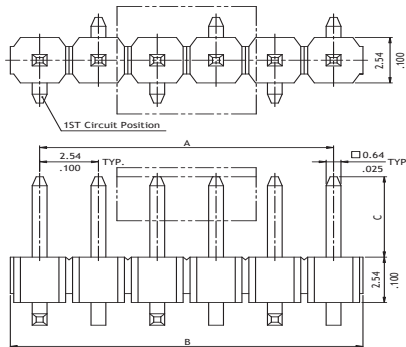 2.54
.100
1ST Circuit Position
A
2.54
.100
TYP.
0.64
.025
TYP
C
2.54
.100
B